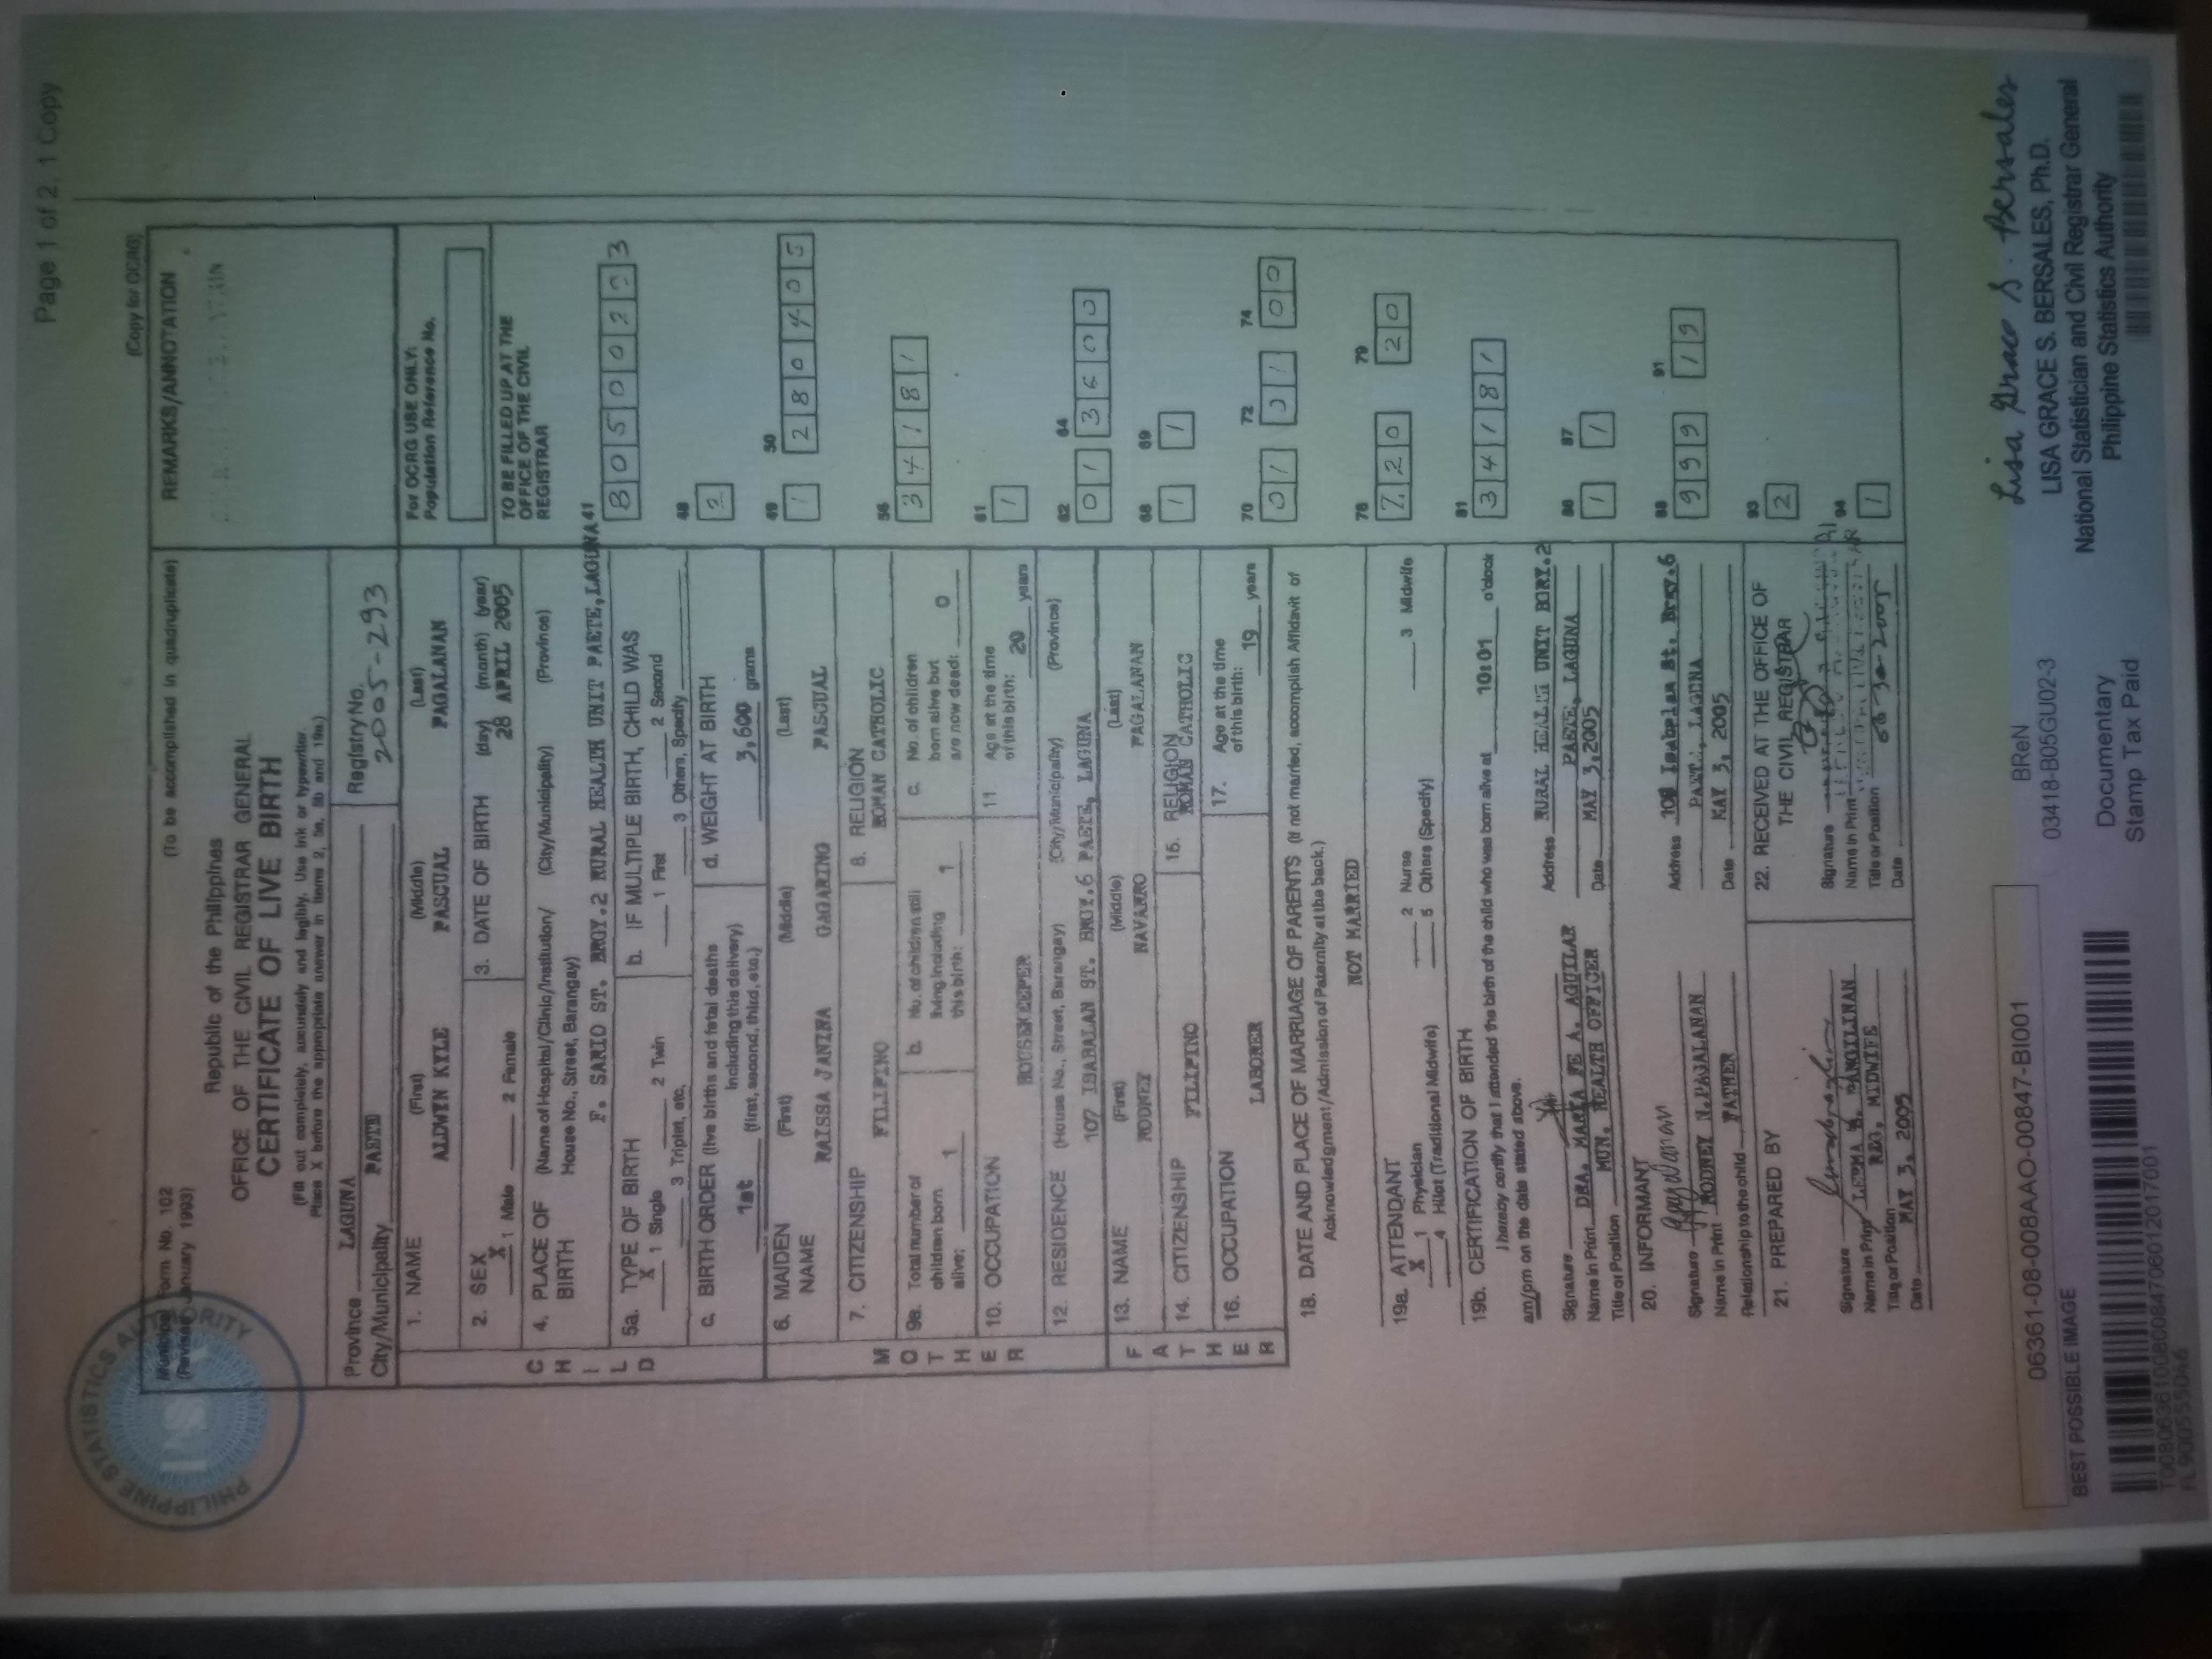 Page 1 of 2, 1 Copy
(Copy for OCRG)
PHILIPPINE STATISTICS AUTHORITY
PSA
Municipal Form No. 102
(Revised January 1993)
(To be accomplished in quadruplicate)
REMARKS/ANNOTATION
Republic of the Philippines
OFFICE OF THE CIVIL REGISTRAR GENERAL
CERTIFICATE OF LIVE BIRTH
(Fill out completely, accurately and legibly. Use ink or typewriter.
Place X before the appropriate answer in items 2, 5a, 5b and 19a.)
Province LAGUNA
City/Municipality PAETE
Registry No.
2005-293
CHILD
1. NAME (First) (Middle) (Last)
ALDWYN KYLE PASCUAL PAGALANAN
For OCRG USE ONLY:
Population Reference No.
2. SEX
X 1 Male 2 Female
3. DATE OF BIRTH (day) (month) (year)
28 APRIL 2005
TO BE FILLED UP AT THE
OFFICE OF THE CIVIL
REGISTRAR
4. PLACE OF BIRTH (Name of Hospital/Clinic/Institution/ (City/Municipality) (Province)
House No., Street, Barangay)
F. SARIO ST. BRGY.2 RURAL HEALTH UNIT PAETE, LAGUNA
41
8 0 5 0 0 2 2 3
5a. TYPE OF BIRTH
X 1 Single 2 Twin
3 Triplet, etc.
b. IF MULTIPLE BIRTH, CHILD WAS
1 First 2 Second
3 Others, Specify
48
2
c. BIRTH ORDER (live births and fetal deaths
including this delivery)
1st (first, second, third, etc.)
d. WEIGHT AT BIRTH
3,600 grams
MOTHER
6. MAIDEN NAME (First) (Middle) (Last)
RAISSA JANINA GAGARING PASCUAL
49 50
1 2 8 0 4 0 5
7. CITIZENSHIP
FILIPINO
8. RELIGION
ROMAN CATHOLIC
56
3 4 1 8 1
9a. Total number of
children born
alive: 1
b. No. of children still
living including
this birth: 1
c. No. of children
born alive but
are now dead: 0
10. OCCUPATION
HOUSEKEEPER
11 Age at the time
of this birth: 20 years
61
1
12. RESIDENCE (House No., Street, Barangay) (City/Municipality) (Province)
107 ISABALAN ST. BRGY.6 PAETE, LAGUNA
62 64
0 1 3 6 0 0
FATHER
13. NAME (First) (Middle) (Last)
RODNEY NAVARRO PAGALANAN
68 69
1 1
14. CITIZENSHIP
FILIPINO
15. RELIGION
ROMAN CATHOLIC
16. OCCUPATION
LABORER
17. Age at the time
of this birth:
19 years
70 72 74
0 1 0 1 0 0
18. DATE AND PLACE OF MARRIAGE OF PARENTS (If not married, accomplish Affidavit of
Acknowledgment/Admission of Paternity at the back.)
NOT MARRIED
76 79
7 2 0 2 0
19a. ATTENDANT
X 1 Physician 2 Nurse 3 Midwife
4 Hilot (Traditional Midwife) 5 Others (Specify)
19b. CERTIFICATION OF BIRTH
I hereby certify that I attended the birth of the child who was born alive at 10:01 o'clock
am/pm on the date stated above.
81
3 4 1 8 1
Signature
Name in Print DRA. MARIA FE A. AGUILAR
Title or Position MUN. HEALTH OFFICER
Address RURAL HEALTH UNIT BGRY.2
PAETE, LAGUNA
Date MAY 3,2005
86 87
1 1
20. INFORMANT
Signature
Name in Print RODNEY N.PAGALANAN
Relationship to the child FATHER
Address Isabelan St. Brgy.6
PAETE, LAGUNA
Date MAY 3, 2005
88 91
9 9 9 1 9
21. PREPARED BY
Signature
Name in Print LERMA B. PANGILINAN
REG. MIDWIFE
Title or Position
Date MAY 3, 2005
22. RECEIVED AT THE OFFICE OF
THE CIVIL REGISTRAR
Signature
Name in Print
Title or Position
Date
93
2
94
1
06361-08-008AAO-00847-BI001
BEST POSSIBLE IMAGE
T008063610080084706012017001
FL900555046
BReN
03418-B05GU02-3
Documentary
Stamp Tax Paid
Lisa Grace S. Bersales
LISA GRACE S. BERSALES, Ph.D.
National Statistician and Civil Registrar General
Philippine Statistics Authority